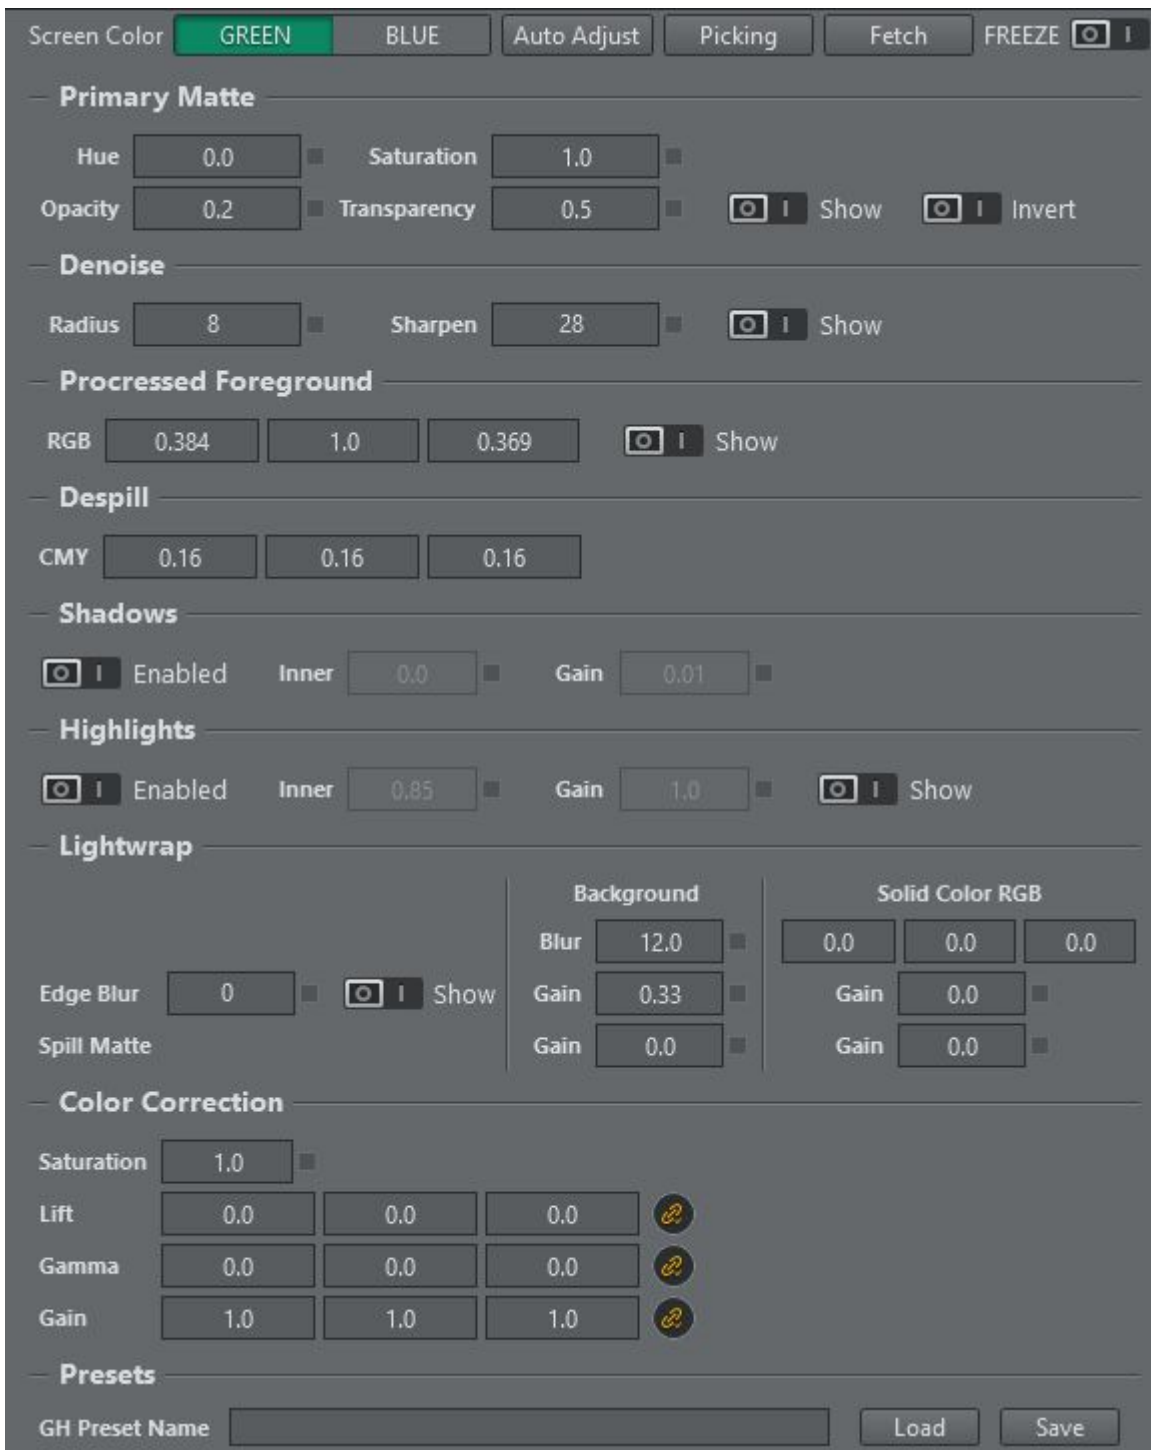 Screen Color GREEN BLUE Auto Adjust Picking Fetch FREEZE O I
Primary Matte
Hue 0.0 Saturation 1.0
Opacity 0.2 Transparency 0.5 O I Show O I Invert
Denoise
Radius 8 Sharpen 28 O I Show
Procressed Foreground
RGB 0.384 1.0 0.369 O I Show
Despill
CMY 0.16 0.16 0.16
Shadows
O I Enabled Inner 0.0 Gain 0.01
Highlights
O I Enabled Inner 0.85 Gain 1.0 O I Show
Lightwrap
Background Solid Color RGB
Blur 12.0 0.0 0.0 0.0
Edge Blur 0 O I Show Gain 0.33 Gain 0.0
Spill Matte Gain 0.0 Gain 0.0
Color Correction
Saturation 1.0
Lift 0.0 0.0 0.0
Gamma 0.0 0.0 0.0
Gain 1.0 1.0 1.0
Presets
GH Preset Name Load Save